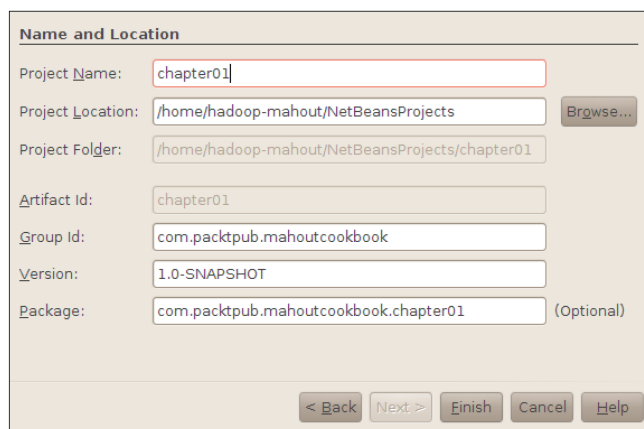 Name and Location
Project Name: chapter01
Project Location: /home/hadoop-mahout/NetBeansProjects Browse...
Project Folder: /home/hadoop-mahout/NetBeansProjects/chapter01
Artifact Id: chapter01
Group Id: com.packtpub.mahoutcookbook
Version: 1.0-SNAPSHOT
Package: com.packtpub.mahoutcookbook.chapter01 (Optional)
< Back Next > Finish Cancel Help